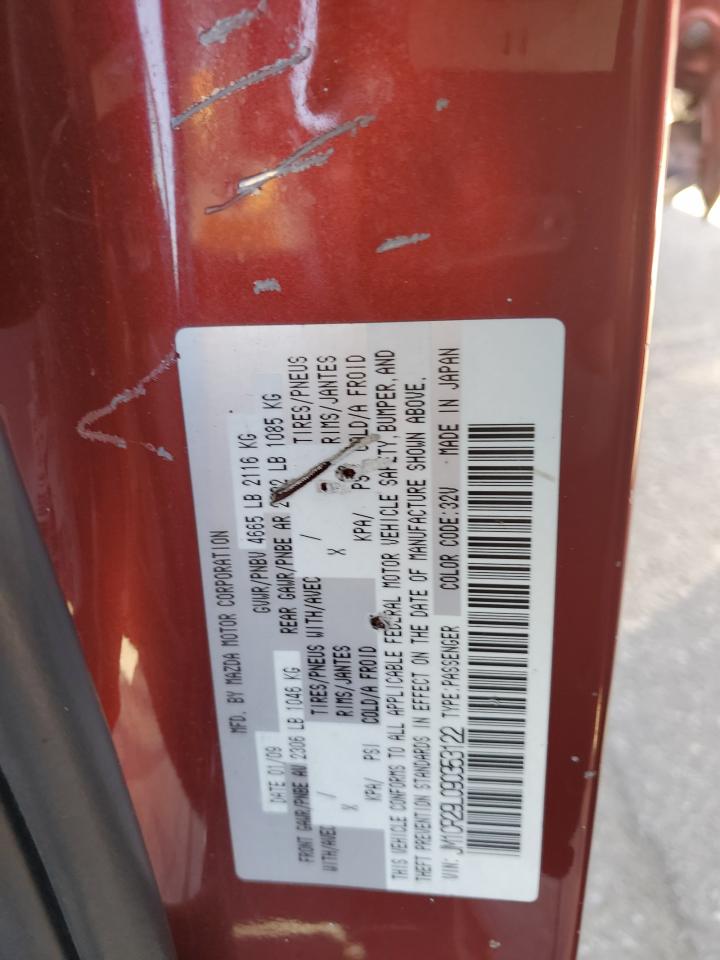 MFD. BY MAZDA MOTOR CORPORATION
DATE 01/09 GVWR/PNBV 4665 LB 2116 KG
FRONT GAWR/PNBE AV 2306 LB 1046 KG REAR GAWR/PNBE AR LB 1085 KG
WITH/AVEC / TIRES/PNEUS WITH/AVEC / TIRES/PNEUS
X RIMS/JANTES X RIMS/JANTES
KPA/ PSI COLD/A FROID KPA/ PSI COLD/A FROID
THIS VEHICLE CONFORMS TO ALL APPLICABLE FEDERAL MOTOR VEHICLE SAFETY, BUMPER, AND
THEFT PREVENTION STANDARDS IN EFFECT ON THE DATE OF MANUFACTURE SHOWN ABOVE.
VIN: JM1CR29L090353122 TYPE:PASSENGER COLOR CODE:32V MADE IN JAPAN